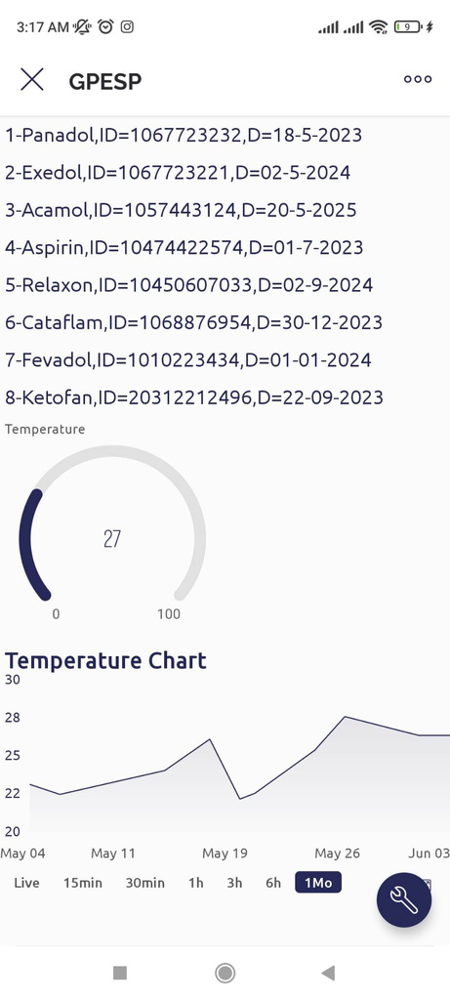 3:17 AM
9
GPESP
1-Panadol,ID=1067723232,D=18-5-2023
2-Exedol,ID=1067723221,D=02-5-2024
3-Acamol,ID=1057443124,D=20-5-2025
4-Aspirin,ID=10474422574,D=01-7-2023
5-Relaxon,ID=10450607033,D=02-9-2024
6-Cataflam,ID=1068876954,D=30-12-2023
7-Fevadol,ID=1010223434,D=01-01-2024
8-Ketofan,ID=20312212496,D=22-09-2023
Temperature
27
0 100
Temperature Chart
30
28
25
22
20
May 04 May 11 May 19 May 26 Jun 03
Live 15min 30min 1h 3h 6h 1Mo